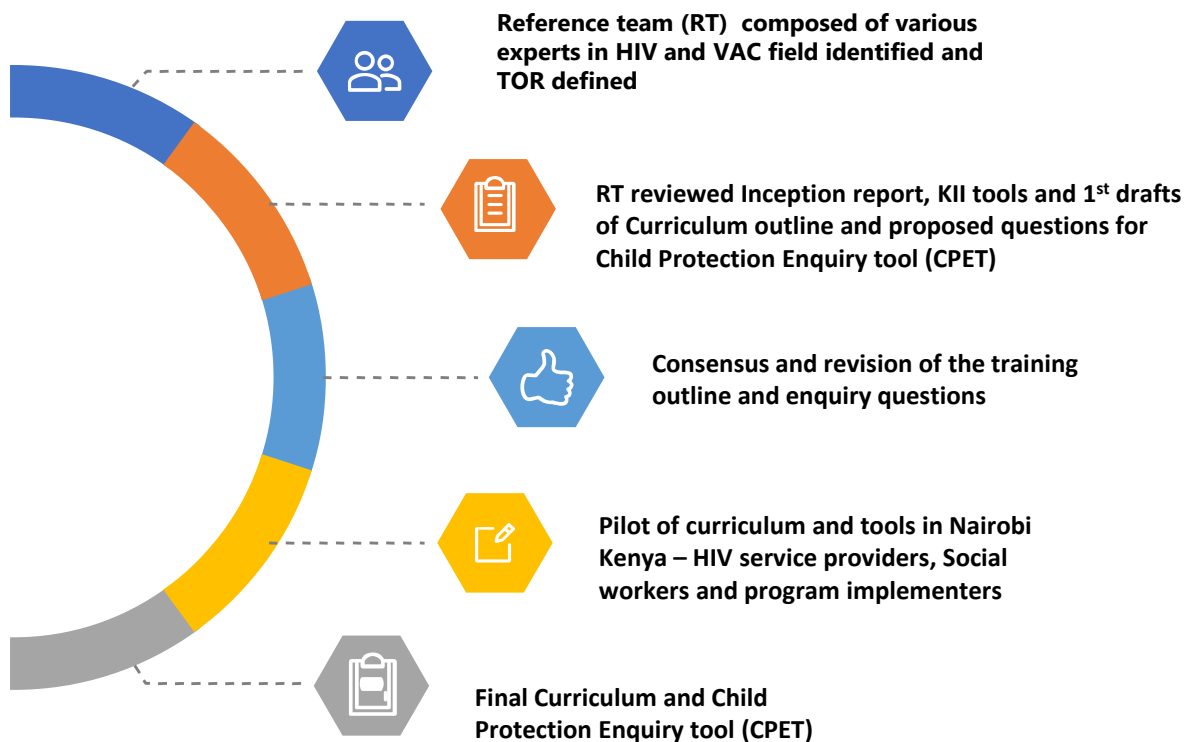 Reference team (RT) composed of various
experts in HIV and VAC field identified and
TOR defined
RT reviewed Inception report, KII tools and 1st drafts
of Curriculum outline and proposed questions for
Child Protection Enquiry tool (CPET)
Consensus and revision of the training
outline and enquiry questions
Pilot of curriculum and tools in Nairobi
Kenya – HIV service providers, Social
workers and program implementers
Final Curriculum and Child
Protection Enquiry tool (CPET)